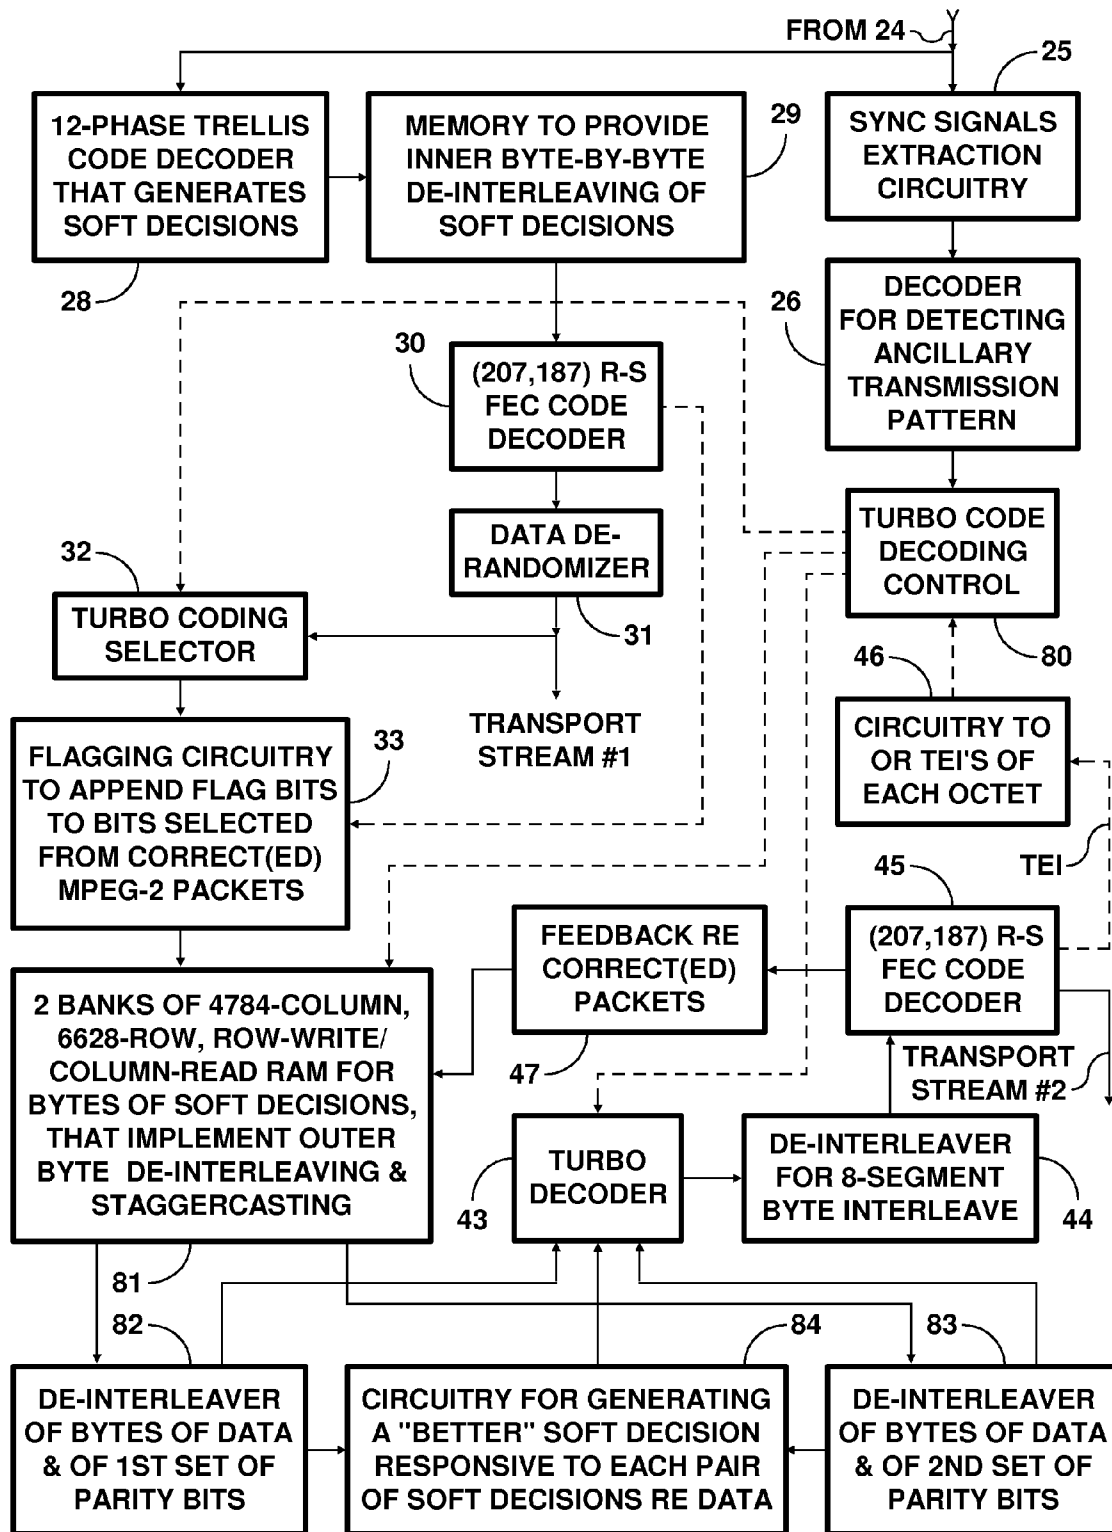 FROM 24
25
12-PHASE TRELLIS
CODE DECODER
THAT GENERATES
SOFT DECISIONS
28
MEMORY TO PROVIDE
INNER BYTE-BY-BYTE
DE-INTERLEAVING OF
SOFT DECISIONS
29
SYNC SIGNALS
EXTRACTION
CIRCUITRY
26
DECODER
FOR DETECTING
ANCILLARY
TRANSMISSION
PATTERN
30
(207,187) R-S
FEC CODE
DECODER
TURBO CODE
DECODING
CONTROL
80
DATA DE-
RANDOMIZER
31
32
TURBO CODING
SELECTOR
TRANSPORT
STREAM #1
46
CIRCUITRY TO
OR TEI'S OF
EACH OCTET
TEI
33
FLAGGING CIRCUITRY
TO APPEND FLAG BITS
TO BITS SELECTED
FROM CORRECT(ED)
MPEG-2 PACKETS
45
(207,187) R-S
FEC CODE
DECODER
FEEDBACK RE
CORRECT(ED)
PACKETS
47
TRANSPORT
STREAM #2
2 BANKS OF 4784-COLUMN,
6628-ROW, ROW-WRITE/
COLUMN-READ RAM FOR
BYTES OF SOFT DECISIONS,
THAT IMPLEMENT OUTER
BYTE DE-INTERLEAVING &
STAGGERCASTING
81
43
TURBO
DECODER
DE-INTERLEAVER
FOR 8-SEGMENT
BYTE INTERLEAVE
44
82
DE-INTERLEAVER
OF BYTES OF DATA
& OF 1ST SET OF
PARITY BITS
84
CIRCUITRY FOR GENERATING
A "BETTER" SOFT DECISION
RESPONSIVE TO EACH PAIR
OF SOFT DECISIONS RE DATA
83
DE-INTERLEAVER
OF BYTES OF DATA
& OF 2ND SET OF
PARITY BITS